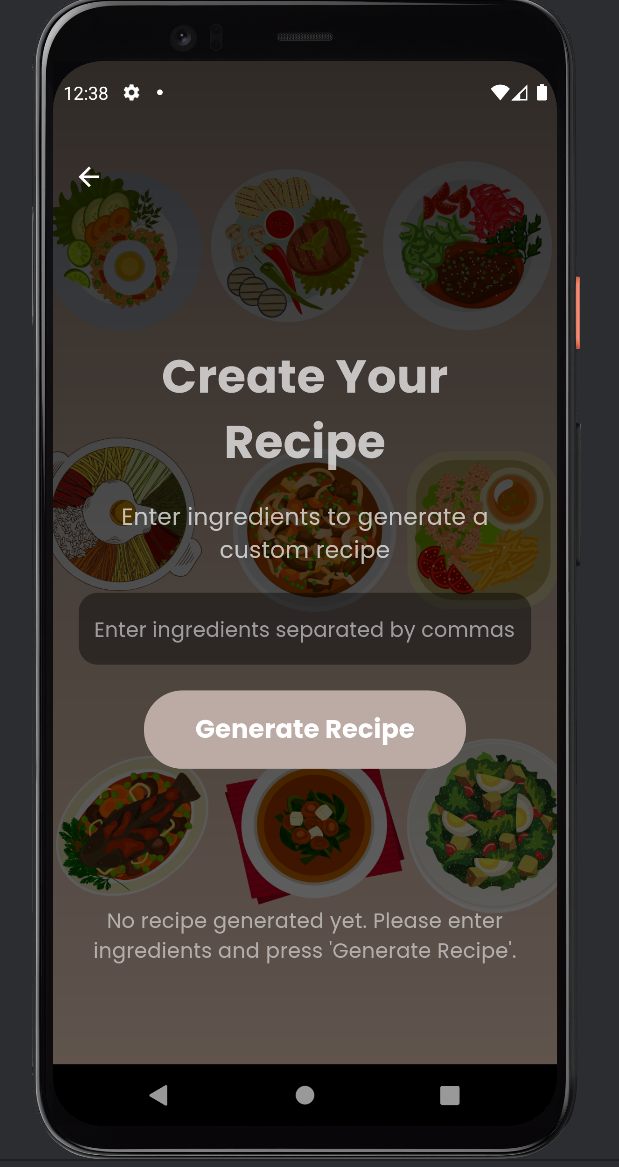 12:38
Create Your
Recipe
Enter ingredients to generate a
custom recipe
Enter ingredients separated by commas
Generate Recipe
No recipe generated yet. Please enter
ingredients and press 'Generate Recipe'.